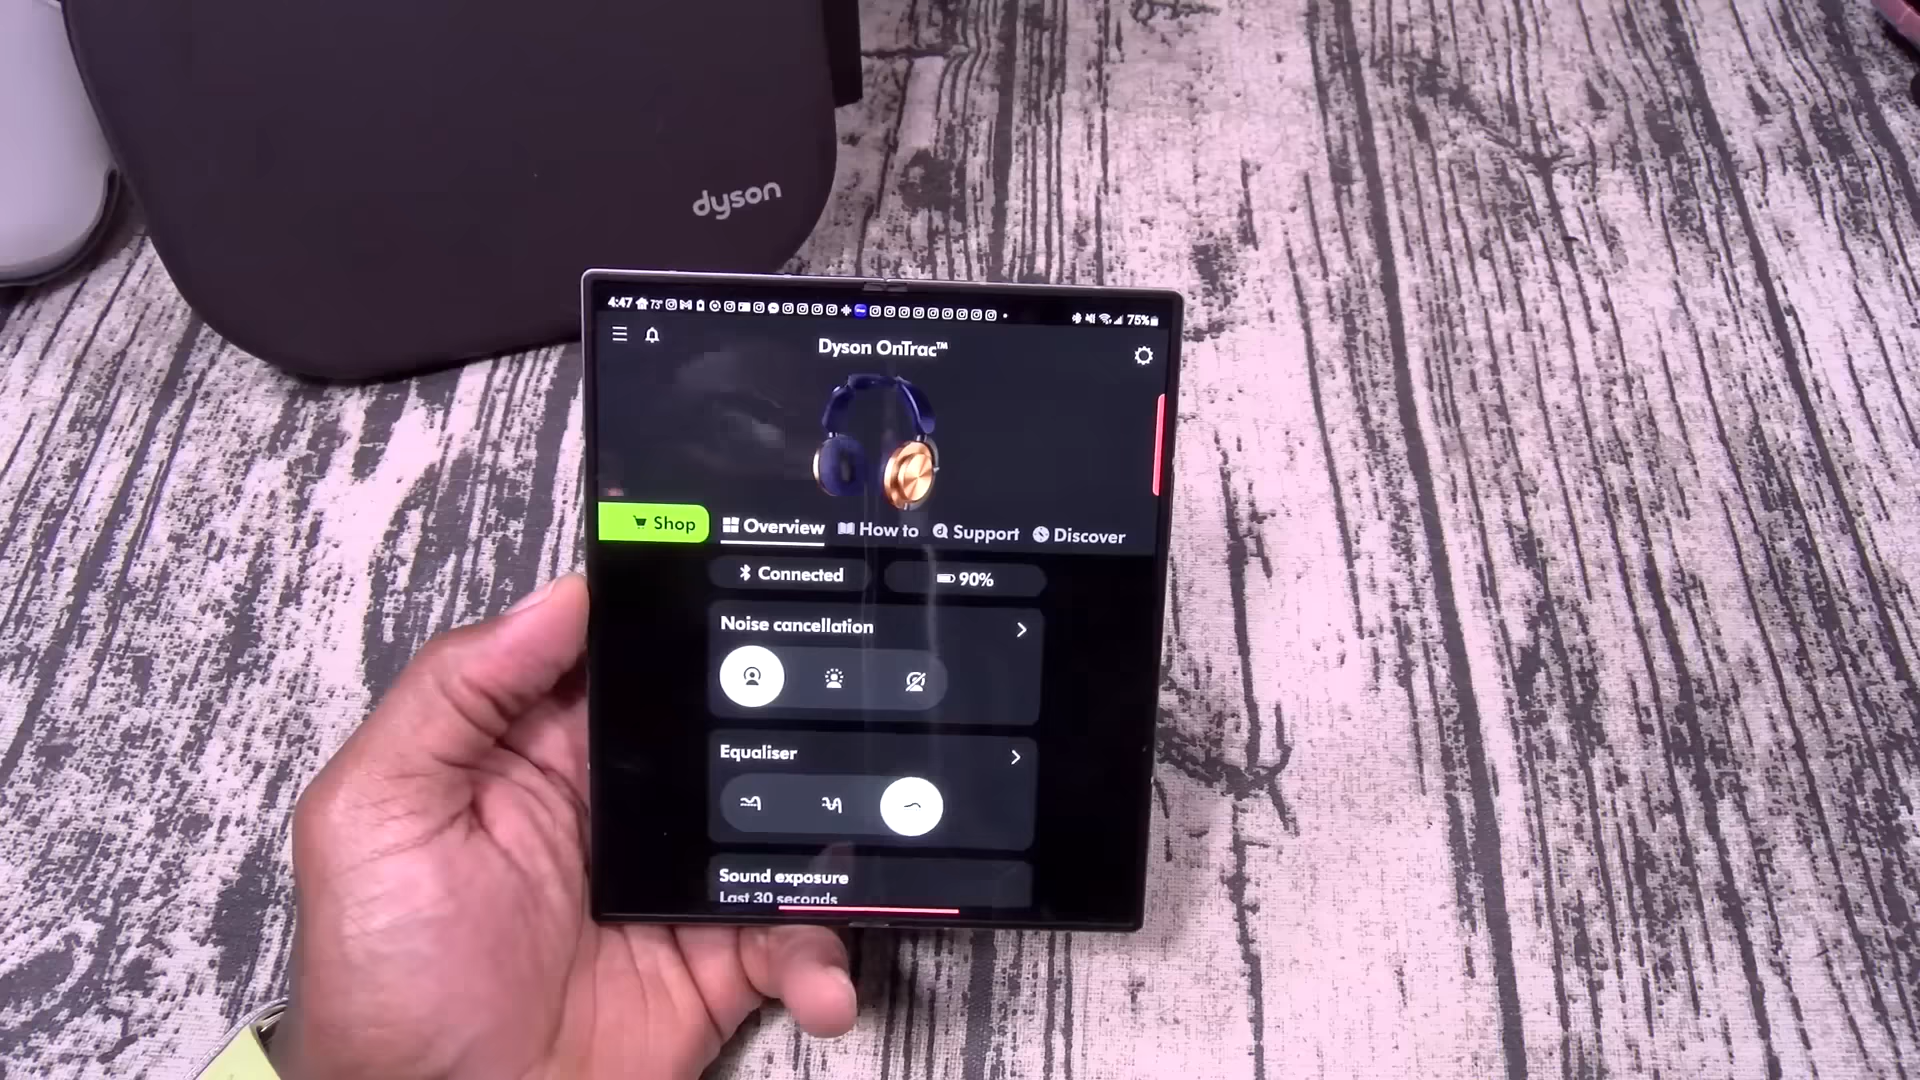 dyson
4:47 73° 75%
Dyson OnTrac™
Shop Overview How to Support Discover
Connected 90%
Noise cancellation
Equaliser
Sound exposure
Last 30 seconds